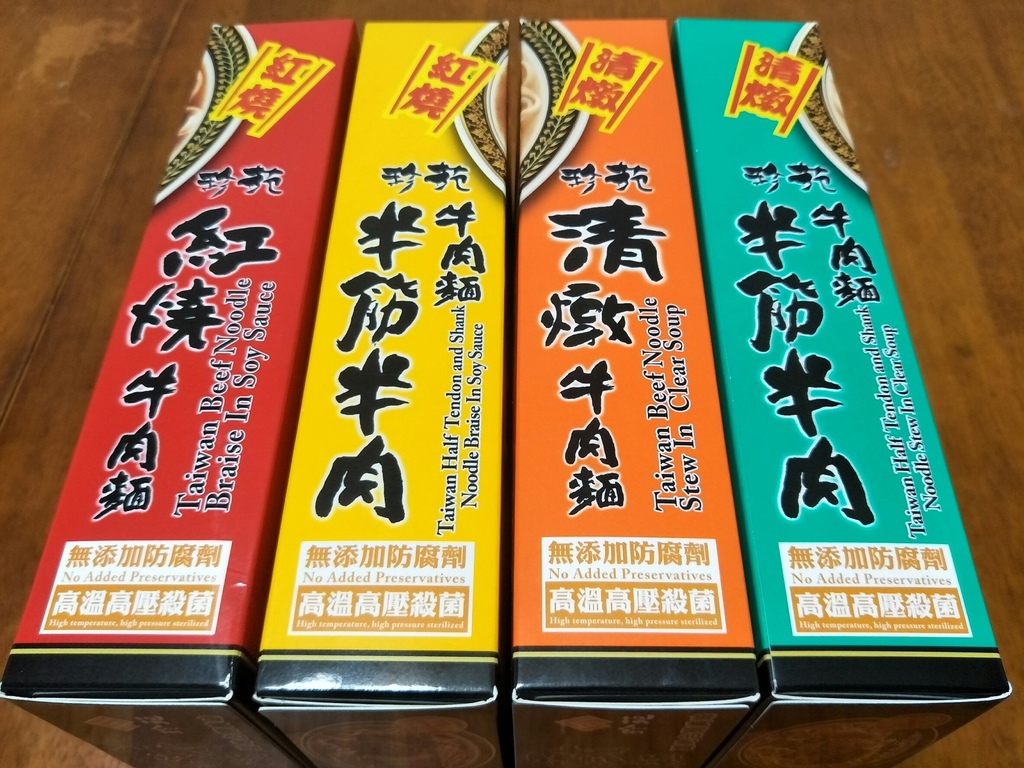 紅燒
珍苑
紅燒牛肉麵
Taiwan Beef Noodle
Braise In Soy Sauce
無添加防腐劑
No Added Preservatives
高溫高壓殺菌
High temperature, high pressure sterilized
紅燒
珍苑
牛肉麵
半筋半肉
Taiwan Half Tendon and Shank
Noodle Braise In Soy Sauce
無添加防腐劑
No Added Preservatives
高溫高壓殺菌
High temperature, high pressure sterilized
清燉
珍苑
清燉牛肉麵
Taiwan Beef Noodle
Stew In Clear Soup
無添加防腐劑
No Added Preservatives
高溫高壓殺菌
High temperature, high pressure sterilized
清燉
珍苑
牛肉麵
半筋半肉
Taiwan Half Tendon and Shank
Noodle Stew In Clean Soup
無添加防腐劑
No Added Preservatives
高溫高壓殺菌
High temperature, high pressure sterilized